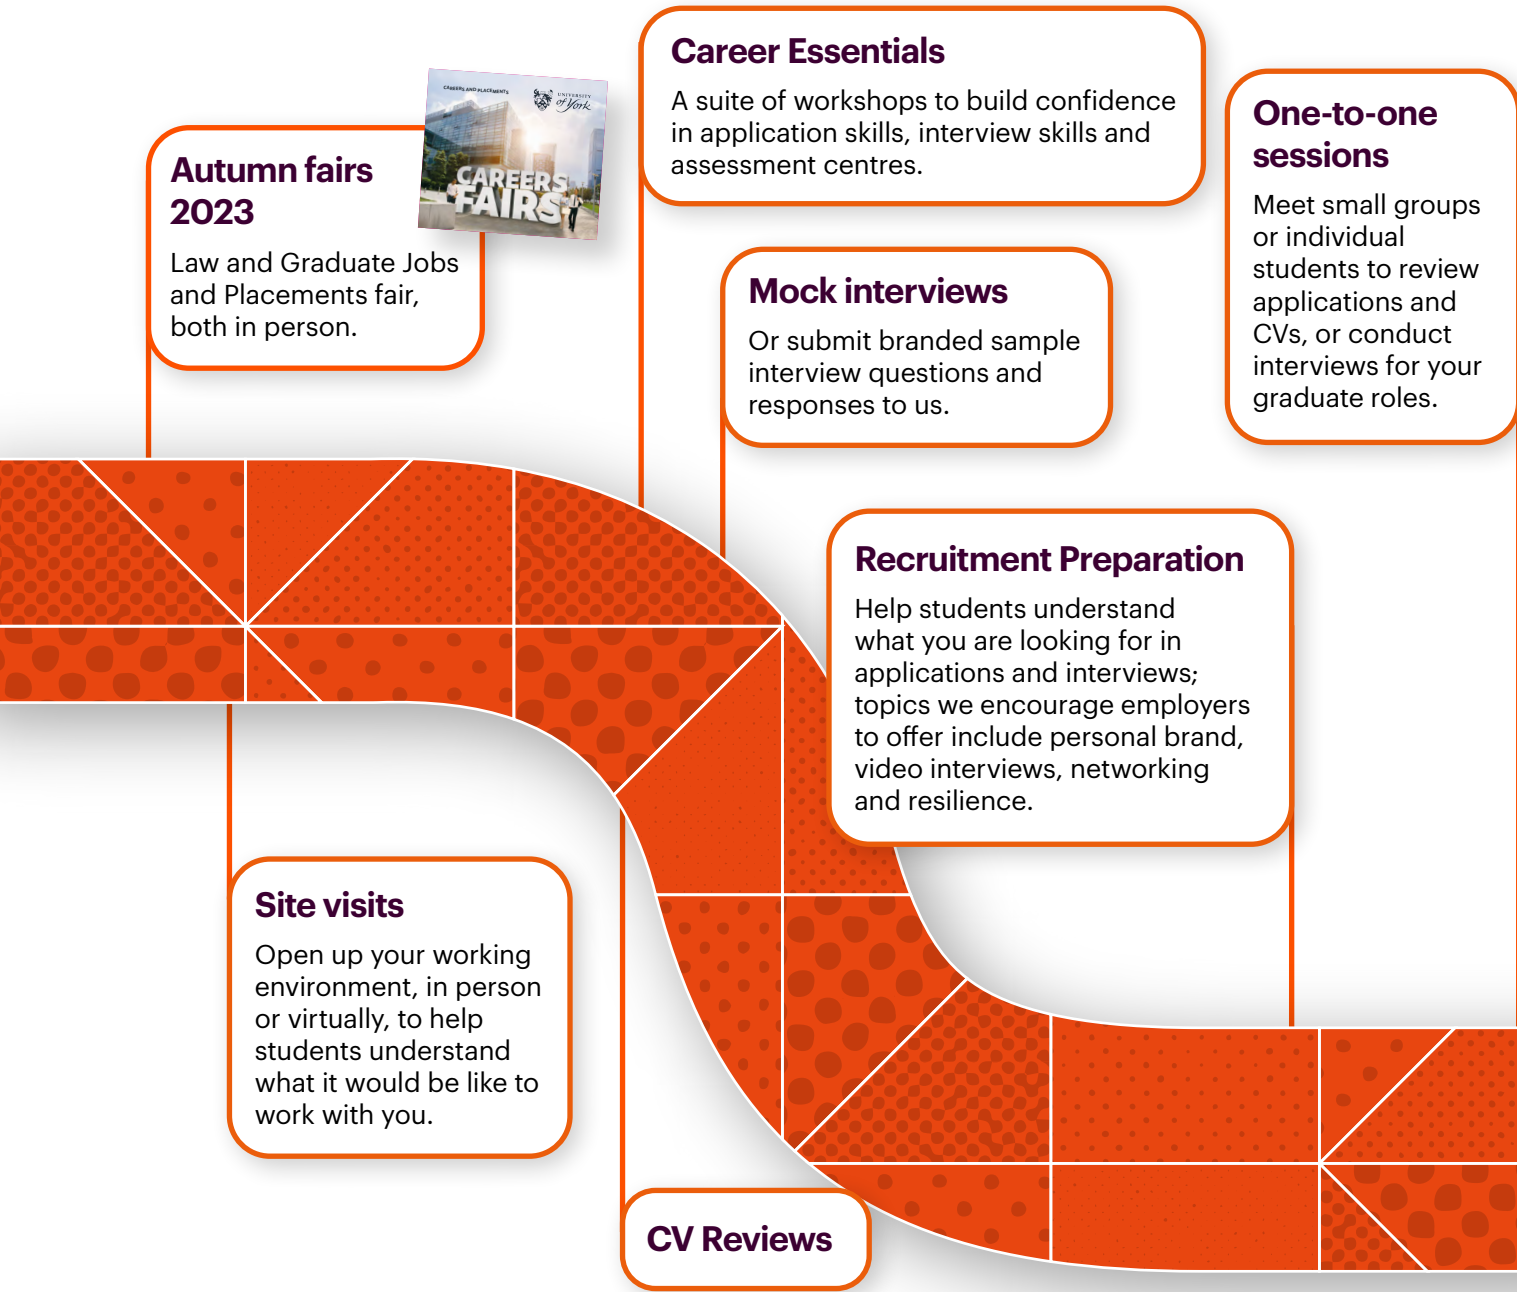 Career Essentials
A suite of workshops to build confidence
in application skills, interview skills and
assessment centres.
CAREERS AND PLACEMENTS
UNIVERSITY
of York
CAREERS
FAIRS
One-to-one
sessions
Meet small groups
or individual
students to review
applications and
CVs, or conduct
interviews for your
graduate roles.
Autumn fairs
2023
Law and Graduate Jobs
and Placements fair,
both in person.
Mock interviews
Or submit branded sample
interview questions and
responses to us.
Recruitment Preparation
Help students understand
what you are looking for in
applications and interviews;
topics we encourage employers
to offer include personal brand,
video interviews, networking
and resilience.
Site visits
Open up your working
environment, in person
or virtually, to help
students understand
what it would be like to
work with you.
CV Reviews